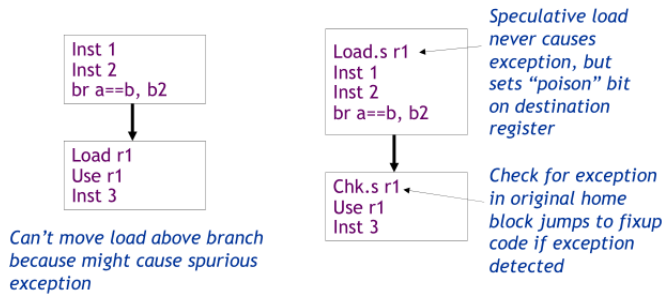 Inst 1
Inst 2
br a==b, b2
Load r1
Use r1
Inst 3
Can't move load above branch
because might cause spurious
exception
Load.s r1
Inst 1
Inst 2
br a==b, b2
Chk.s r1
Use r1
Inst 3
Speculative load
never causes
exception, but
sets “poison” bit
on destination
register
Check for exception
in original home
block jumps to fixup
code if exception
detected